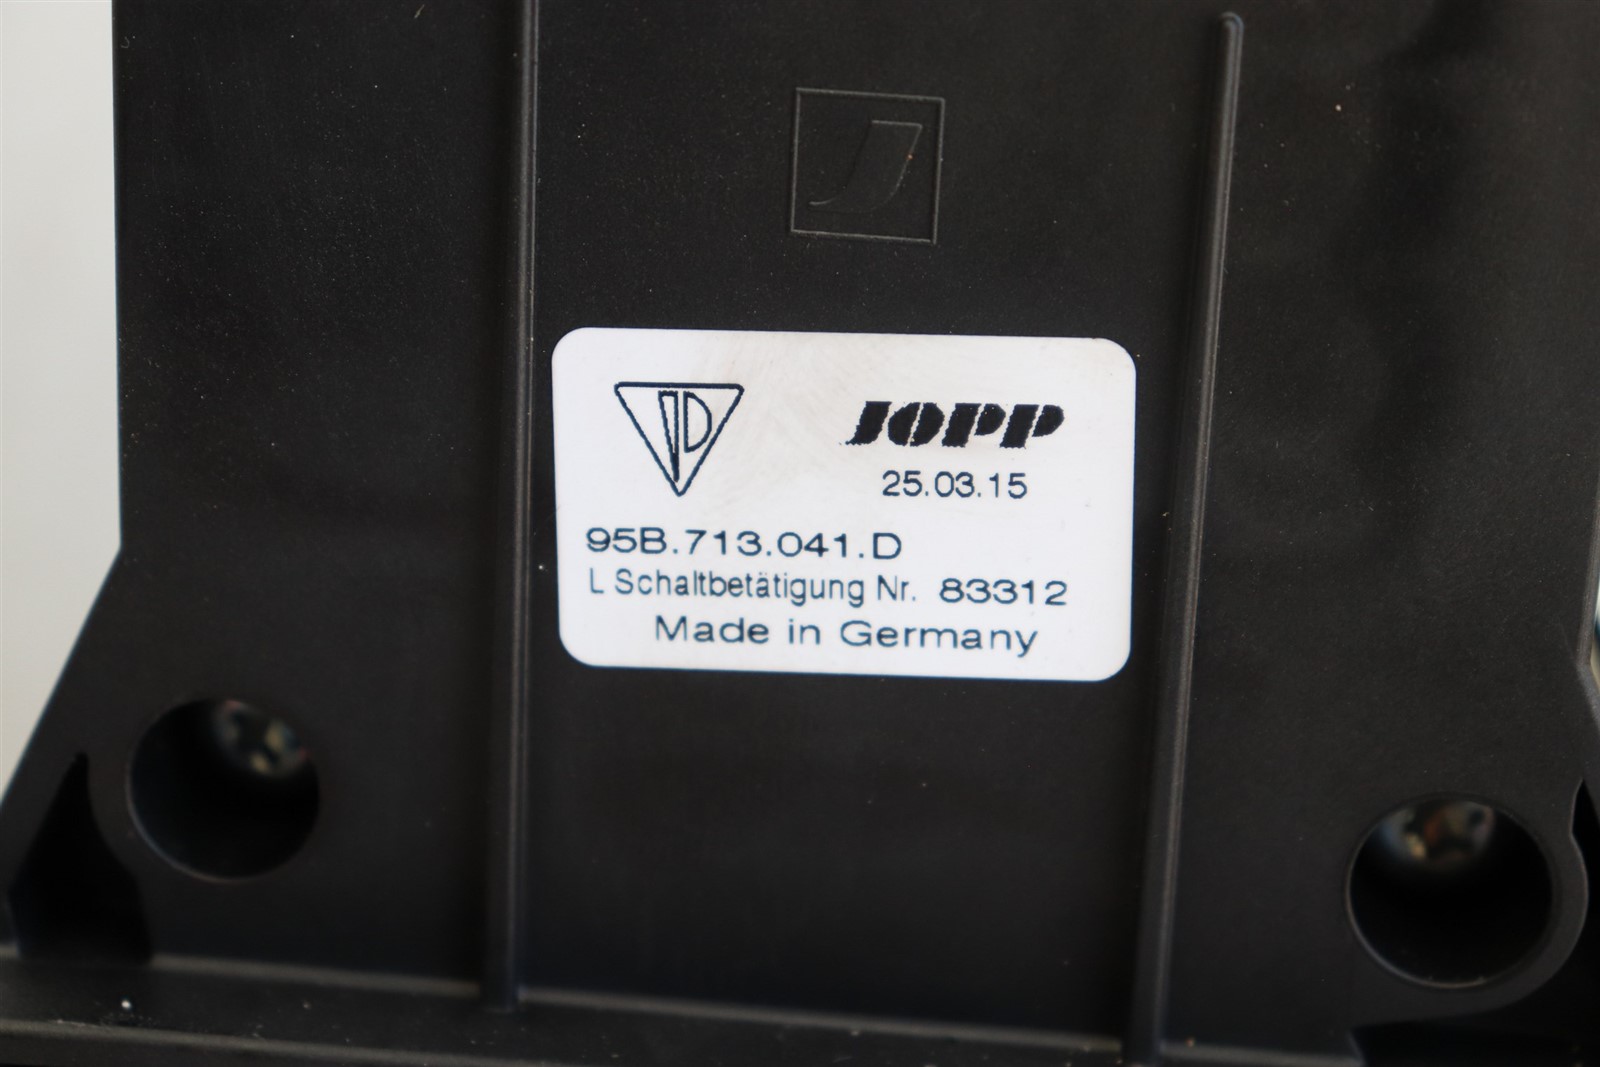 J
JOPP
25.03.15
95B.713.041.D
L Schaltbetätigung Nr. 83312
Made in Germany